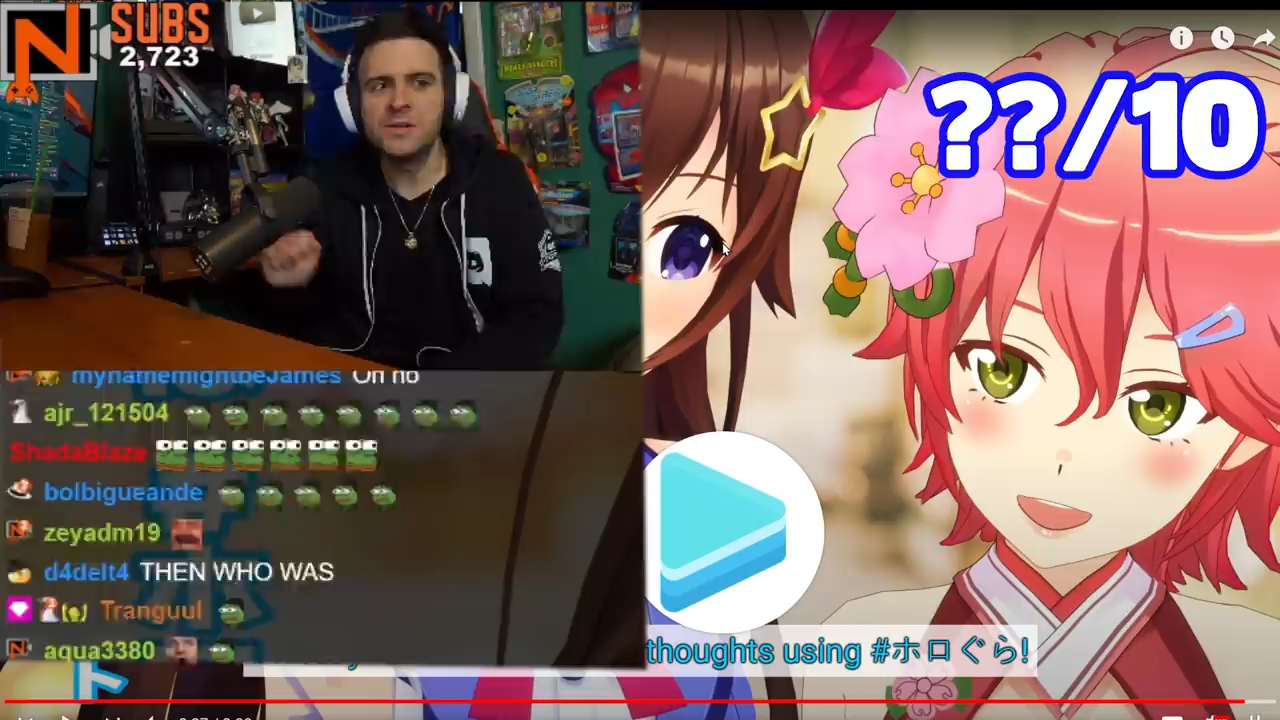 N SUBS
2,723
??/10
mynamemightbeJames Oh no
ajr_121504
ShadaBlaze
bolbigueande
zeyadm19
d4delt4 THEN WHO WAS
Tranguul
aqua3380
thoughts using #ホロぐら!
ト